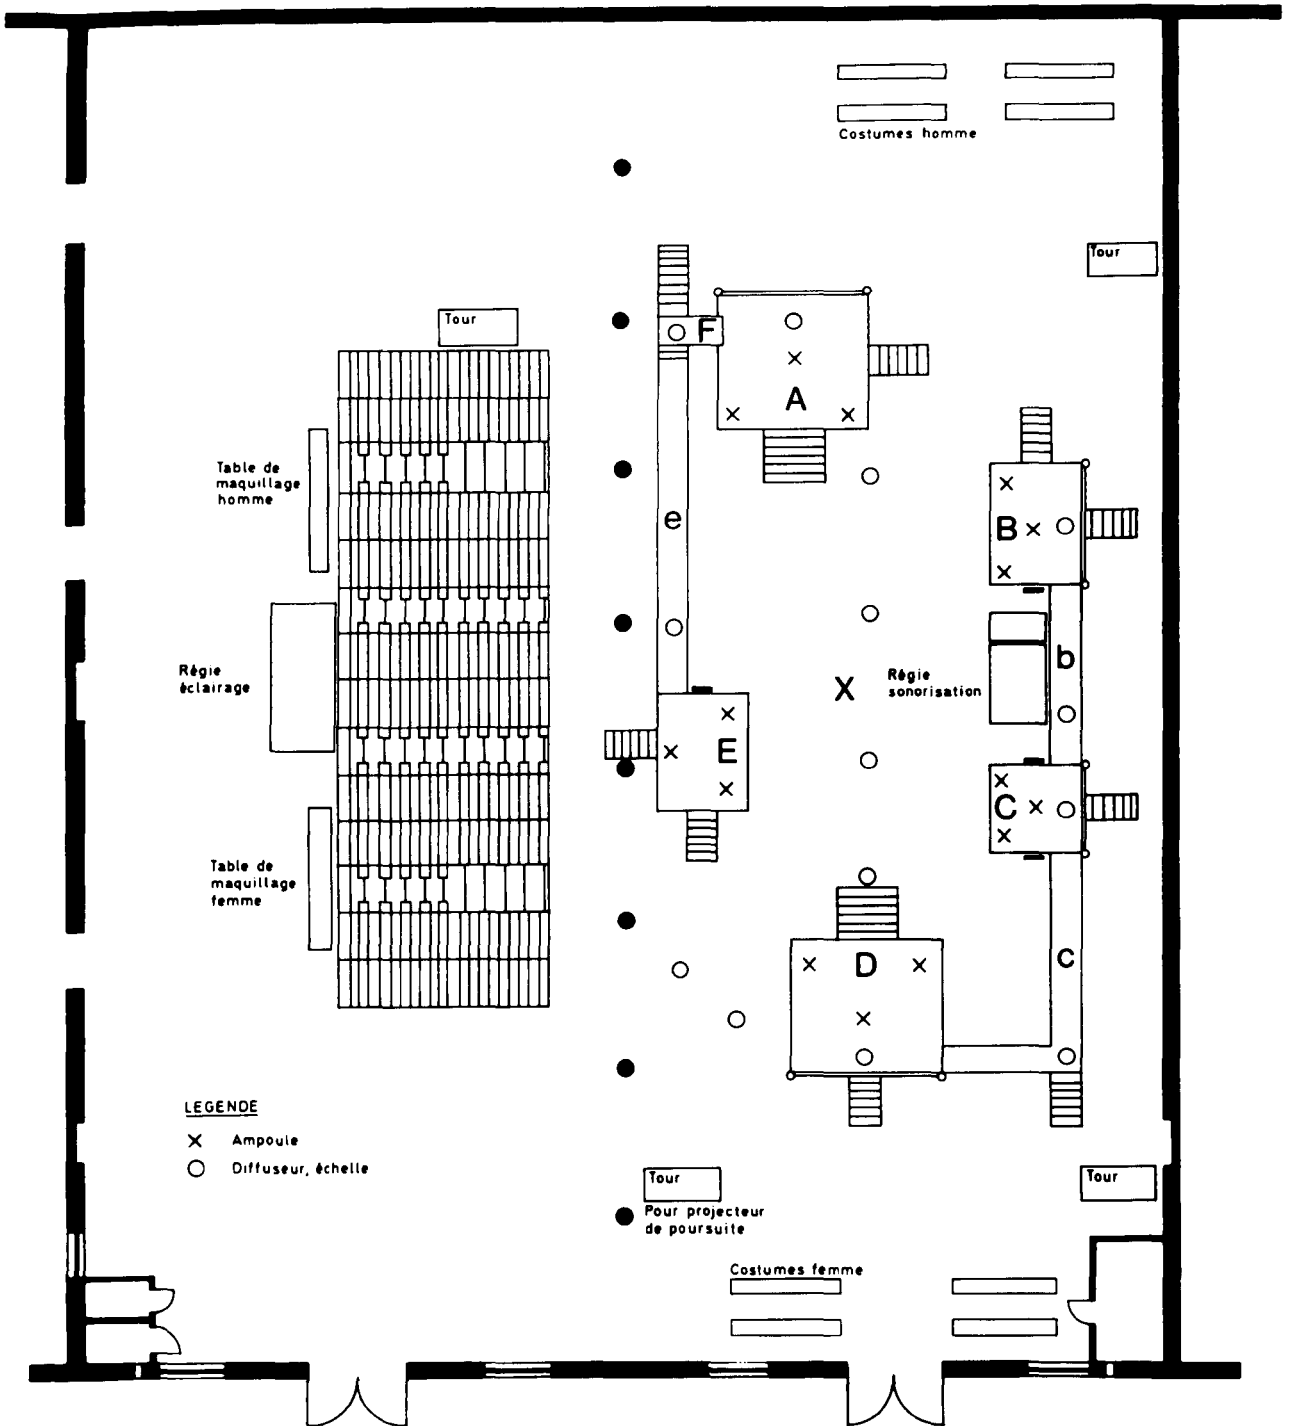 Costumes homme
Tour
Tour
F
A
Table de
maquillage
homme
e
B
Régie
éclairage
X
Régie
sonorisation
b
E
C
Table de
maquillage
femme
D
c
LEGENDE
X Ampoule
O Diffuseur, échelle
Tour
Tour
Pour projecteur
de poursuite
Costumes femme